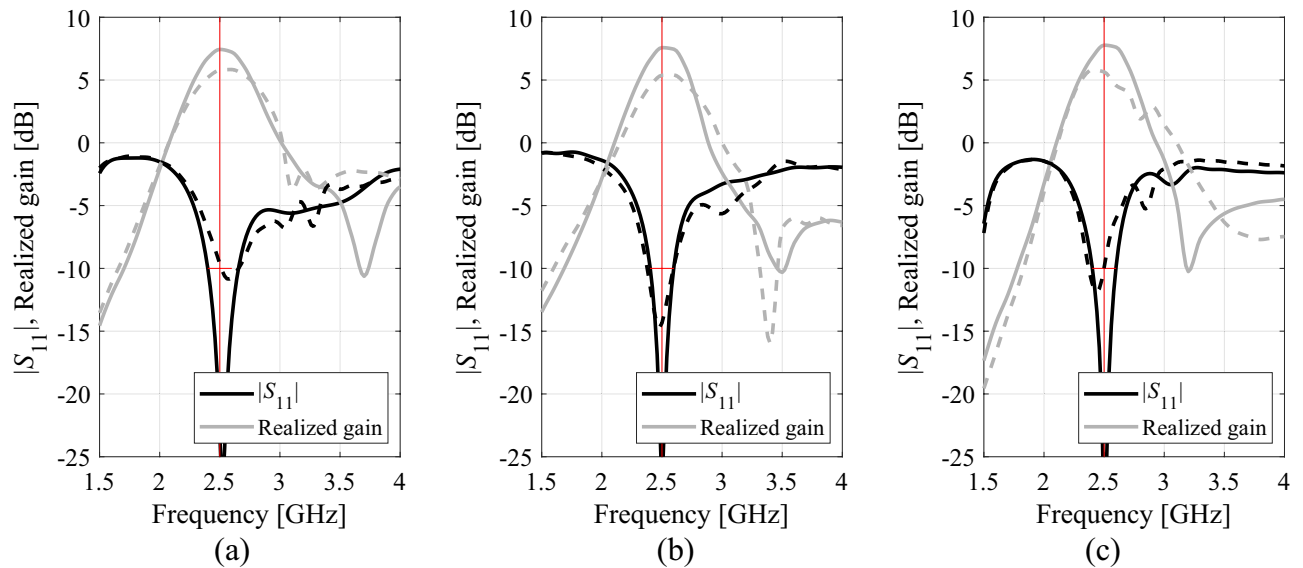 10
5
0
-5
-10
-15
-20
-25
1.5 2 2.5 3 3.5 4
|S11|, Realized gain [dB]
Frequency [GHz]
|S11|
Realized gain
(a)
10
5
0
-5
-10
-15
-20
-25
1.5 2 2.5 3 3.5 4
|S11|, Realized gain [dB]
Frequency [GHz]
|S11|
Realized gain
(b)
10
5
0
-5
-10
-15
-20
-25
1.5 2 2.5 3 3.5 4
|S11|, Realized gain [dB]
Frequency [GHz]
|S11|
Realized gain
(c)